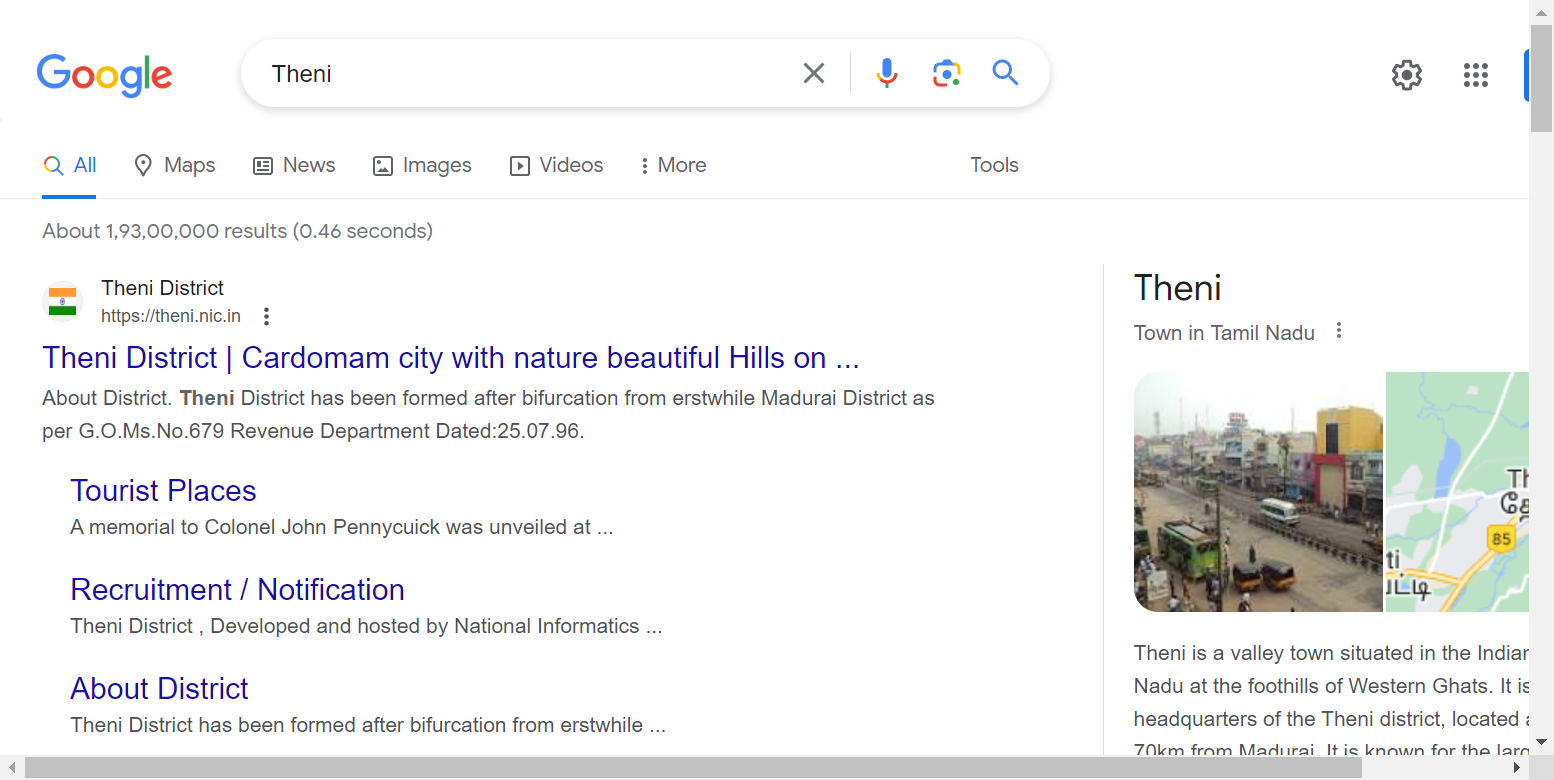 Google
Theni
All
Maps
News
Images
Videos
More
Tools
About 1,93,00,000 results (0.46 seconds)
Theni District
https://theni.nic.in
Theni District | Cardomam city with nature beautiful Hills on ...
About District. Theni District has been formed after bifurcation from erstwhile Madurai District as
per G.O.Ms.No.679 Revenue Department Dated:25.07.96.
Tourist Places
A memorial to Colonel John Pennycuick was unveiled at ...
Recruitment / Notification
Theni District , Developed and hosted by National Informatics ...
About District
Theni District has been formed after bifurcation from erstwhile ...
Theni
Town in Tamil Nadu
85
Theni is a valley town situated in the Indian
Nadu at the foothills of Western Ghats. It is
headquarters of the Theni district, located
70km from Madurai. It is known for the